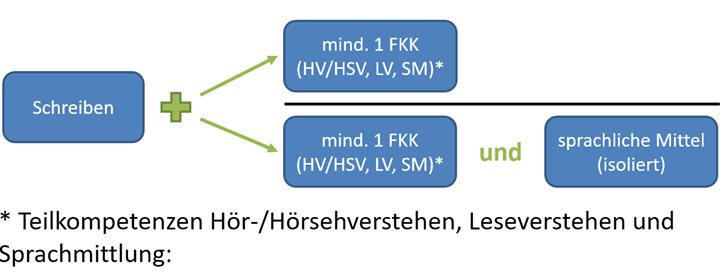 mind. 1 FKK
(HV/HSV, LV, SM)*
Schreiben
mind. 1 FKK
(HV/HSV, LV, SM)*
und
sprachliche Mittel
(isoliert)
* Teilkompetenzen Hör-/Hörsehverstehen, Leseverstehen und
Sprachmittlung: